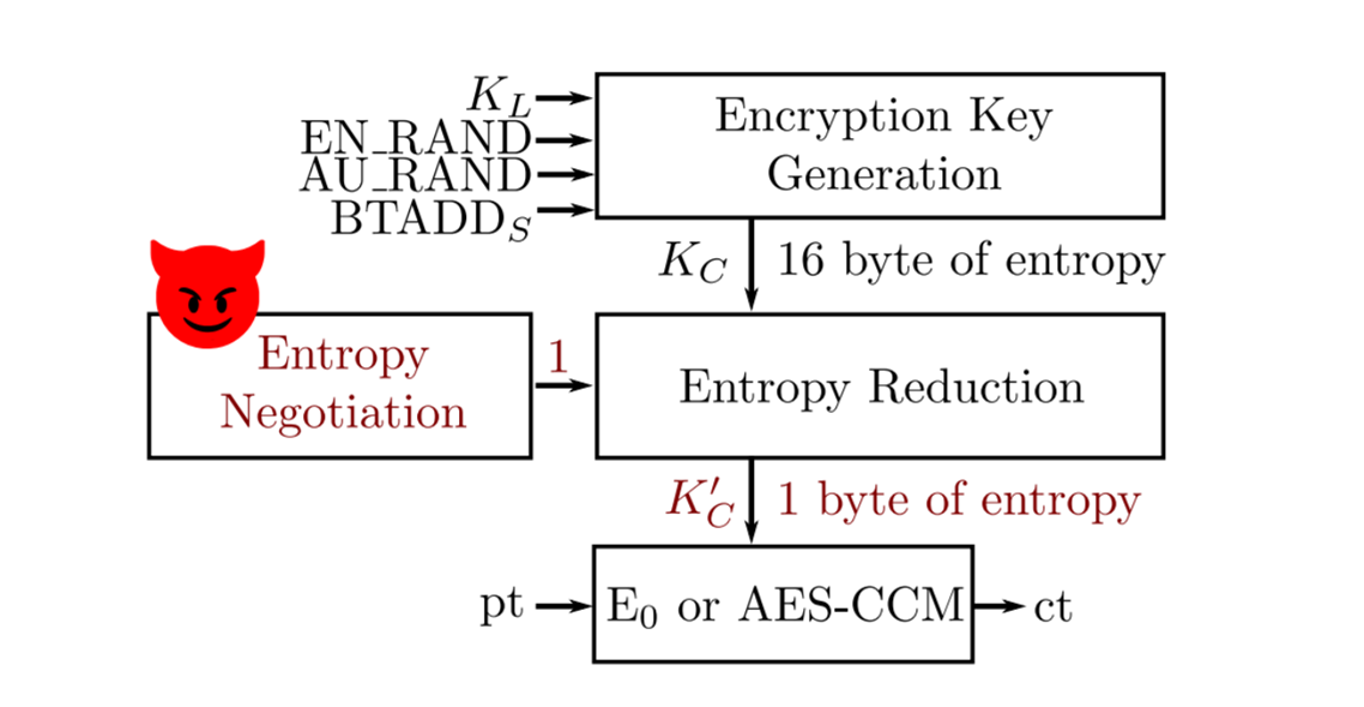 K_L
EN_RAND
AU_RAND
BTADD_S
Encryption Key
Generation
K_C
16 byte of entropy
Entropy
Negotiation
1
Entropy Reduction
K'_C
1 byte of entropy
pt
E_0 or AES-CCM
ct